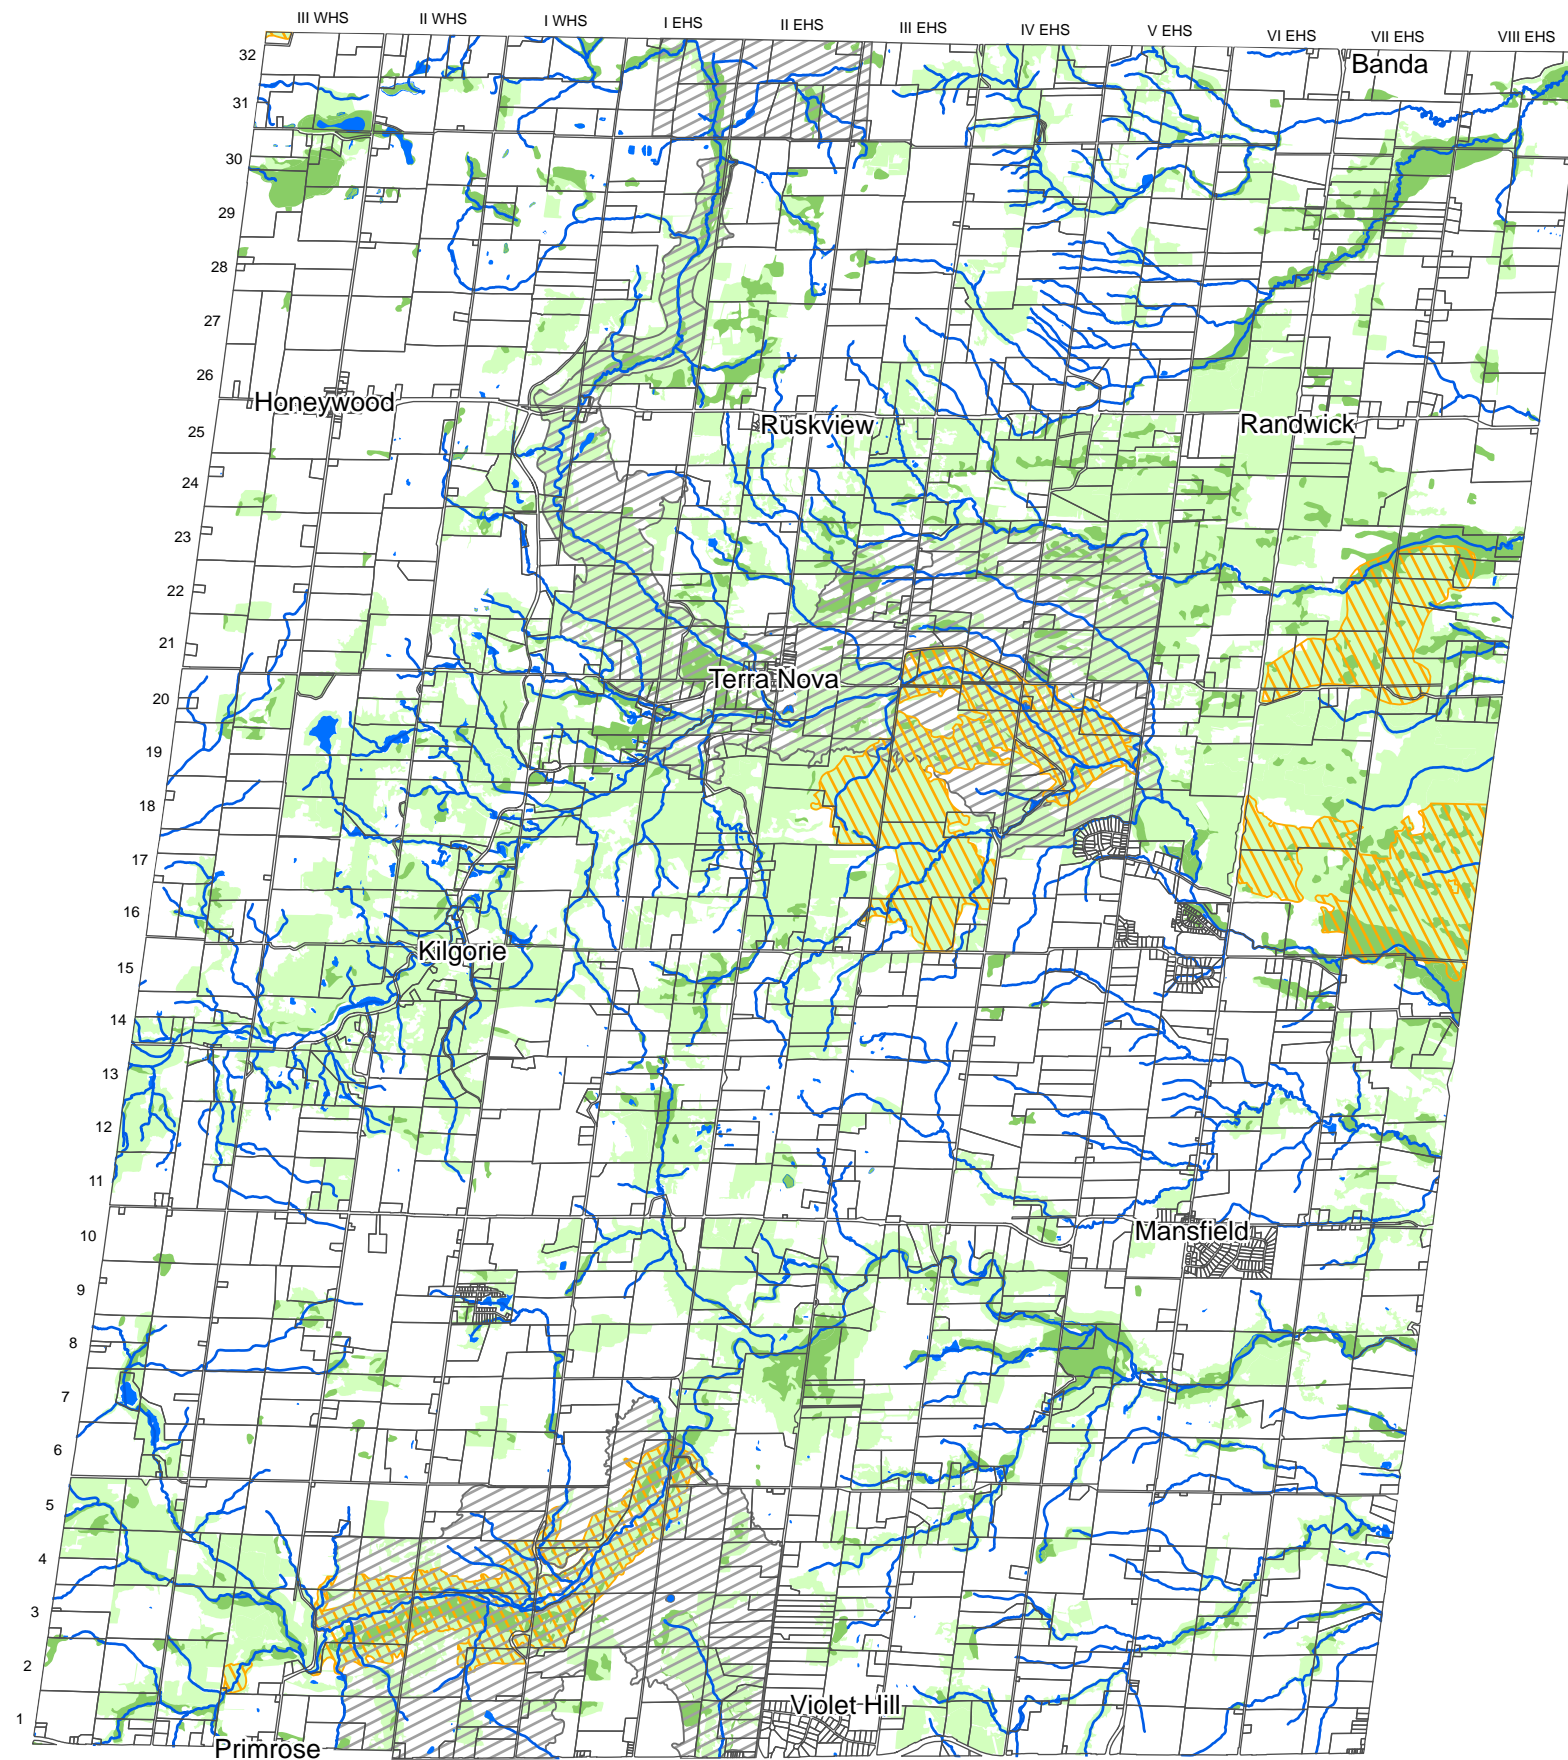 III WHS
II WHS
I WHS
I EHS
II EHS
III EHS
IV EHS
V EHS
VI EHS
VII EHS
VIII EHS
32
Banda
31
30
29
28
27
26
Honeywood
25
Ruskview
Randwick
24
23
22
21
Terra Nova
20
19
18
17
16
Kilgorie
15
14
13
12
11
10
Mansfield
9
8
7
6
5
4
3
2
Violet Hill
1
Primrose